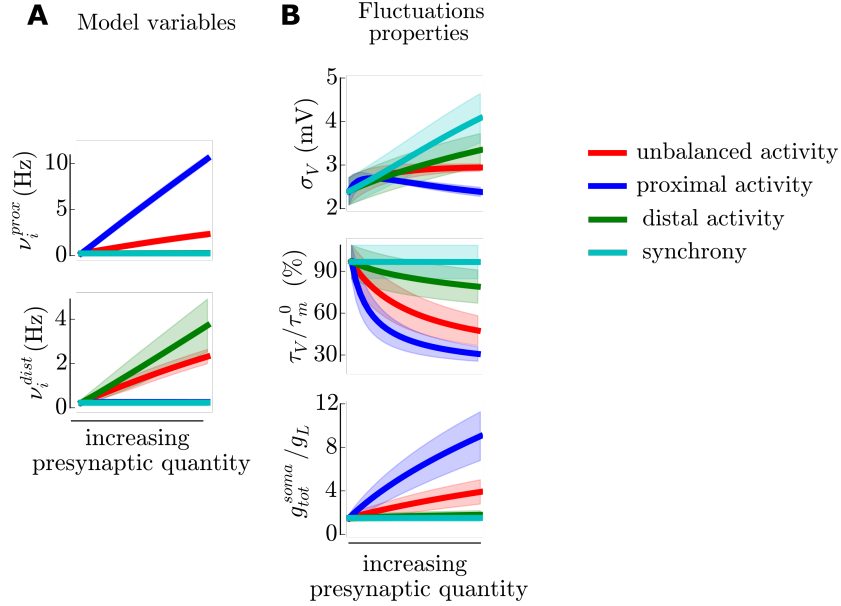 A
Model variables
10
5
0
ν_i^{prox} (Hz)
4
2
0
ν_i^{dist} (Hz)
increasing
presynaptic quantity
B
Fluctuations
properties
5
4
3
2
σ_V (mV)
90
60
30
τ_V/τ_m^0 (%)
12
8
4
0
g_{tot}^{soma}/g_L
increasing
presynaptic quantity
unbalanced activity
proximal activity
distal activity
synchrony